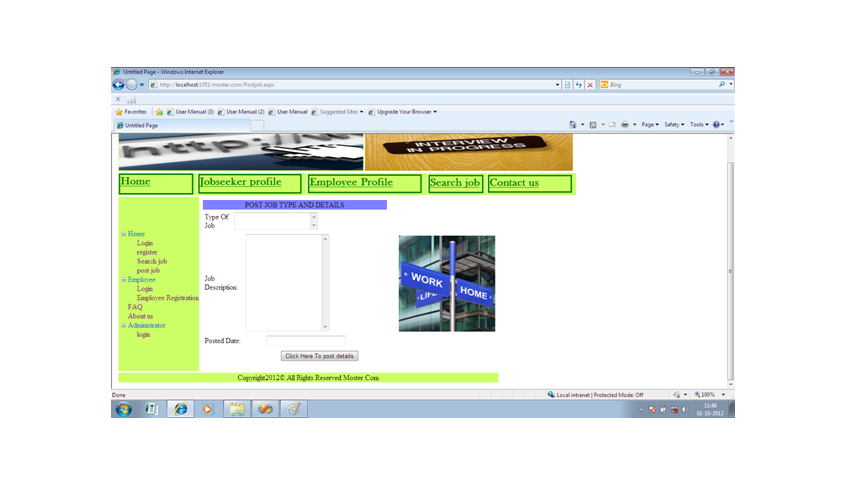 Untitled Page - Windows Internet Explorer
http://localhost:1051/moster.com/Postjob.aspx
Bing
Favorites User Manual (3) User Manual (2) User Manual Suggested Sites Upgrade Your Browser
Untitled Page
Page Safety Tools
http://
INTERVIEW
IN PROGRESS
Home Jobseeker profile Employee Profile Search job Contact us
POST JOB TYPE AND DETAILS
Type Of
Job
Home
Login
register
Search job
post job
Employee
Login
Employee Registration
FAQ
About us
Administrator
login
Job
Description:
WORK
LIFE
HOME
Posted Date:
Click Here To post details
Copyright2012©.All Rights Reserved Moster.Com
Done Local intranet | Protected Mode: Off 100%
11:40
01-10-2012